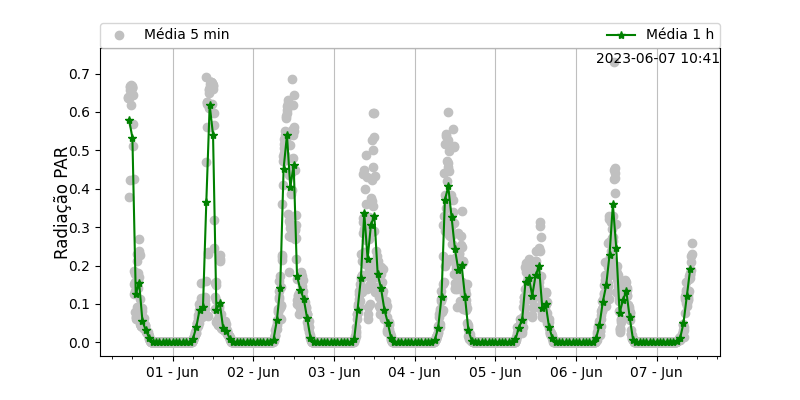 Média 5 min
Média 1 h
2023-06-07 10:41
Radiação PAR
0.7
0.6
0.5
0.4
0.3
0.2
0.1
0.0
01 - Jun
02 - Jun
03 - Jun
04 - Jun
05 - Jun
06 - Jun
07 - Jun